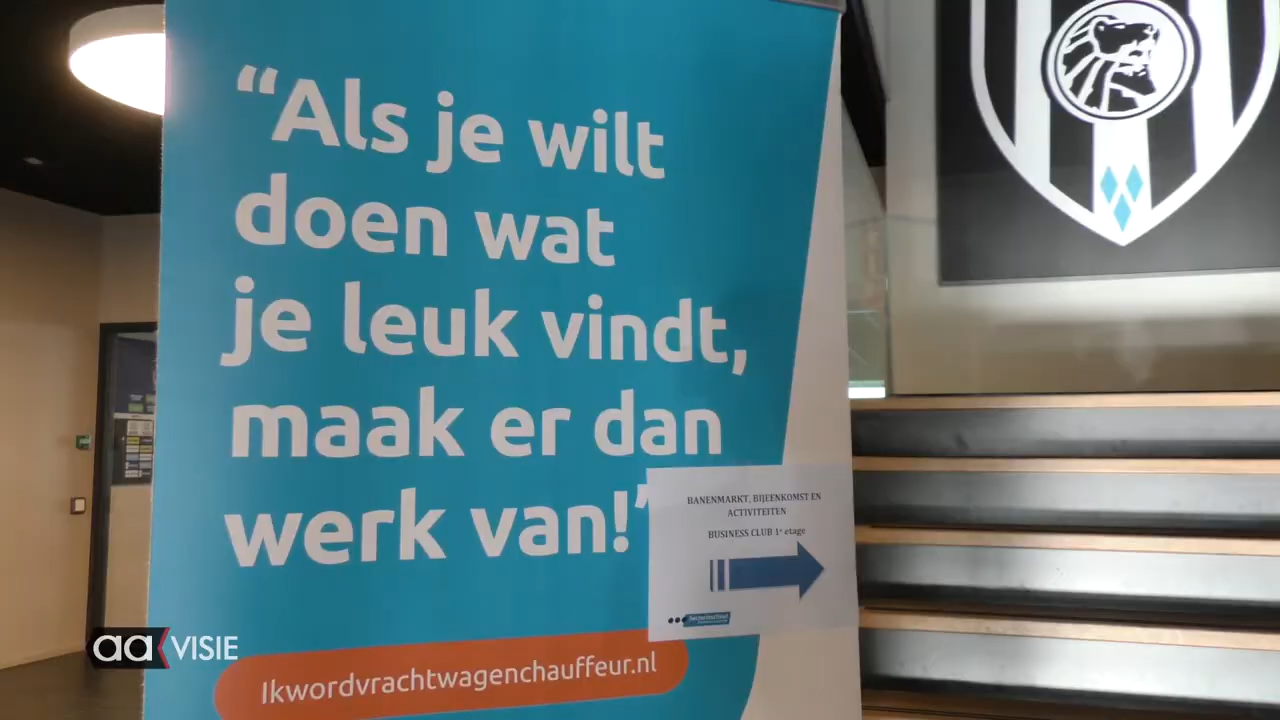 “Als je wilt
doen wat
je leuk vindt,
maak er dan
werk van!”
BANENMARKT, BIJEENKOMST EN
ACTIVITEITEN
BUSINESS CLUB 1e etage
Ikwordvrachtwagenchauffeur.nl
aa VISIE